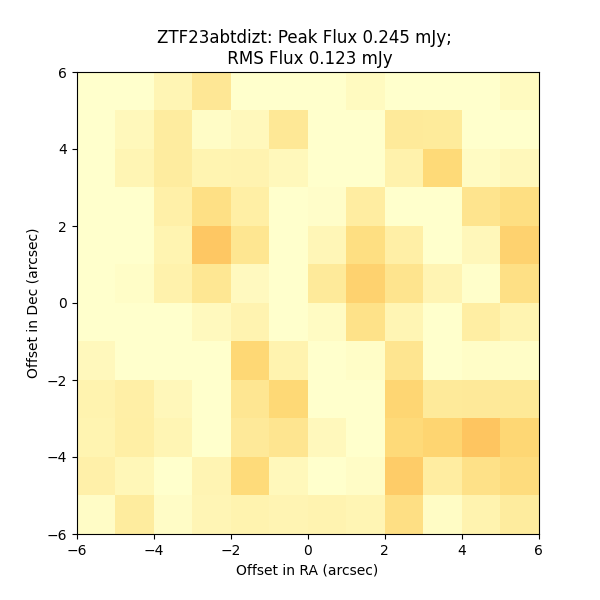 ZTF23abtdizt: Peak Flux 0.245 mJy;
RMS Flux 0.123 mJy
6
4
2
0
−2
−4
−6
Offset in Dec (arcsec)
−6 −4 −2 0 2 4 6
Offset in RA (arcsec)